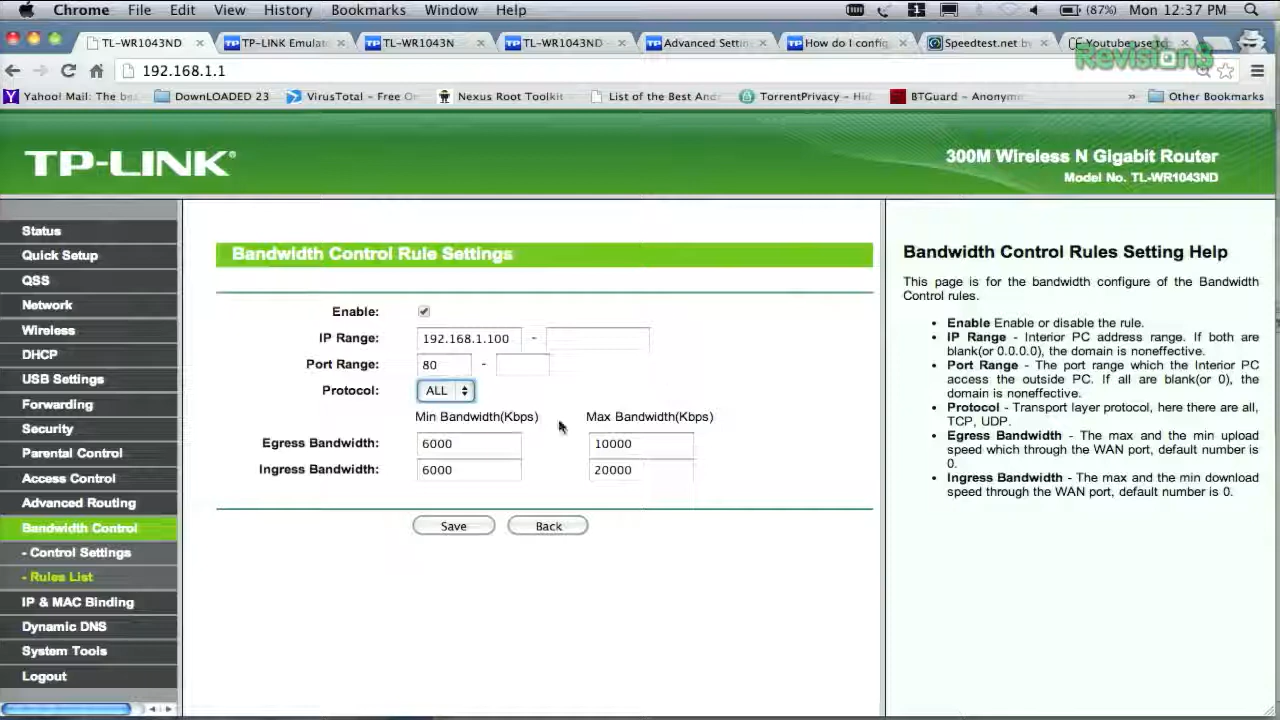 Chrome File Edit View History Bookmarks Window Help 1 (87%) Mon 12:37 PM
TL-WR1043ND TP-LINK Emulat TL-WR1043N TL-WR1043ND Advanced Settin How do I config Speedtest.net by Youtube use to
Revision3
192.168.1.1
Yahoo! Mail: The be DownLOADED 23 VirusTotal - Free O Nexus Root Toolkit List of the Best And TorrentPrivacy - Hid BTGuard - Anonym » Other Bookmarks
TP-LINK®
300M Wireless N Gigabit Router
Model No. TL-WR1043ND
Status
Quick Setup
QSS
Network
Wireless
DHCP
USB Settings
Forwarding
Security
Parental Control
Access Control
Advanced Routing
Bandwidth Control
- Control Settings
- Rules List
IP & MAC Binding
Dynamic DNS
System Tools
Logout
Bandwidth Control Rule Settings
Enable:
IP Range: 192.168.1.100 -
Port Range: 80 -
Protocol: ALL
Min Bandwidth(Kbps) Max Bandwidth(Kbps)
Egress Bandwidth: 6000 10000
Ingress Bandwidth: 6000 20000
Save Back
Bandwidth Control Rules Setting Help
This page is for the bandwidth configure of the Bandwidth
Control rules.
• Enable Enable or disable the rule.
• IP Range - Interior PC address range. If both are
blank(or 0.0.0.0), the domain is noneffective.
• Port Range - The port range which the Interior PC
access the outside PC. If all are blank(or 0), the
domain is noneffective.
• Protocol - Transport layer protocol, here there are all,
TCP, UDP.
• Egress Bandwidth - The max and the min upload
speed which through the WAN port, default number is
0.
• Ingress Bandwidth - The max and the min download
speed through the WAN port, default number is 0.